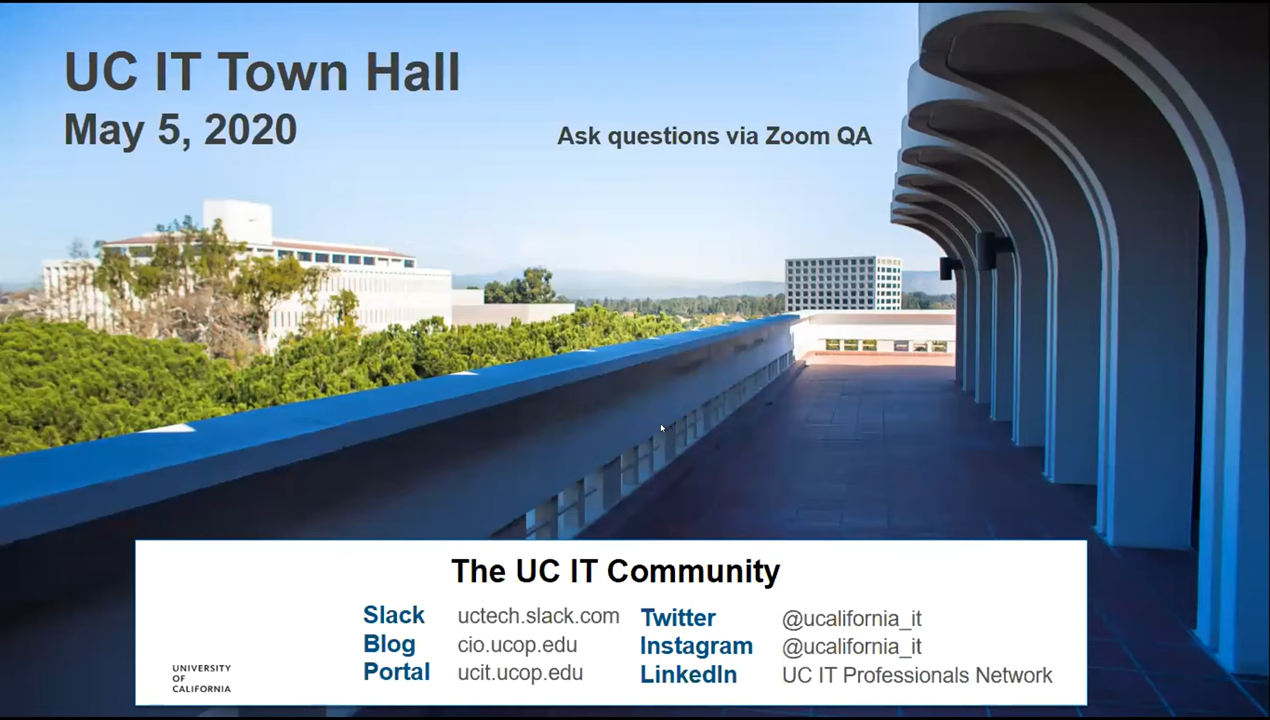 UC IT Town Hall
May 5, 2020
Ask questions via Zoom QA
The UC IT Community
Slack uctech.slack.com
Blog cio.ucop.edu
Portal ucit.ucop.edu
Twitter @ucalifornia_it
Instagram @ucalifornia_it
LinkedIn UC IT Professionals Network
UNIVERSITY
OF
CALIFORNIA